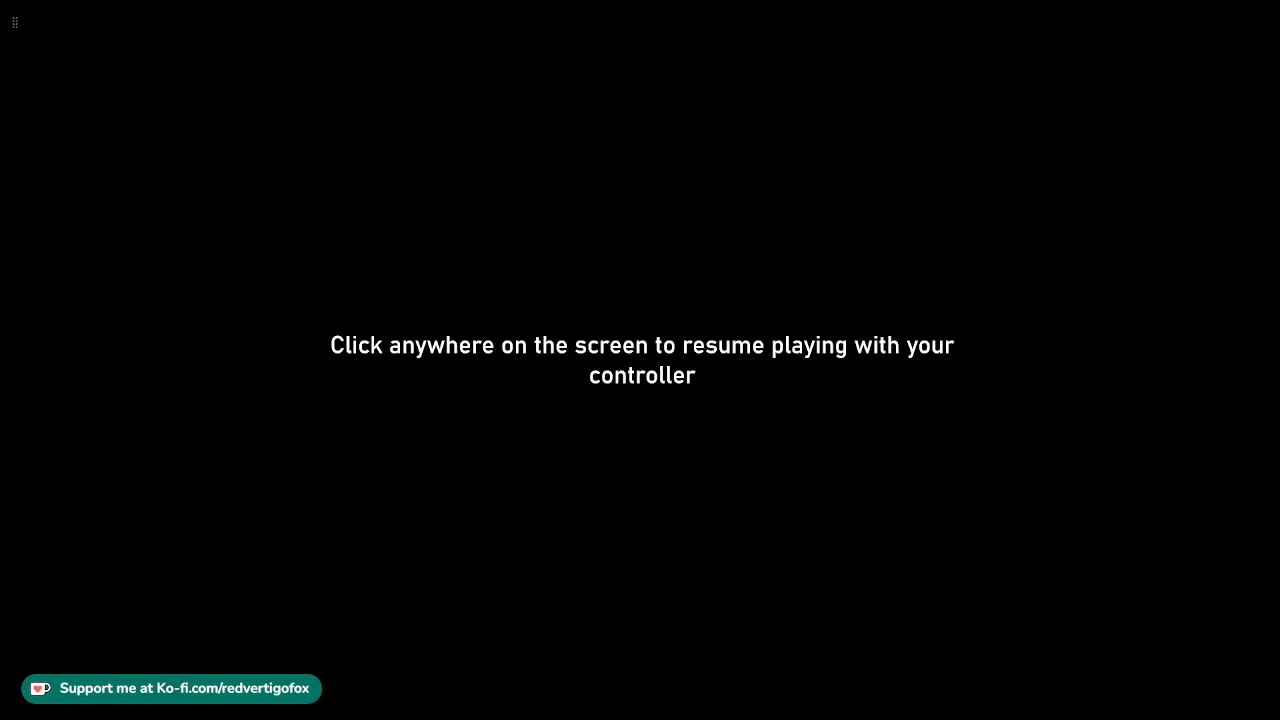 Click anywhere on the screen to resume playing with your
controller
Support me at Ko-fi.com/redvertigofox